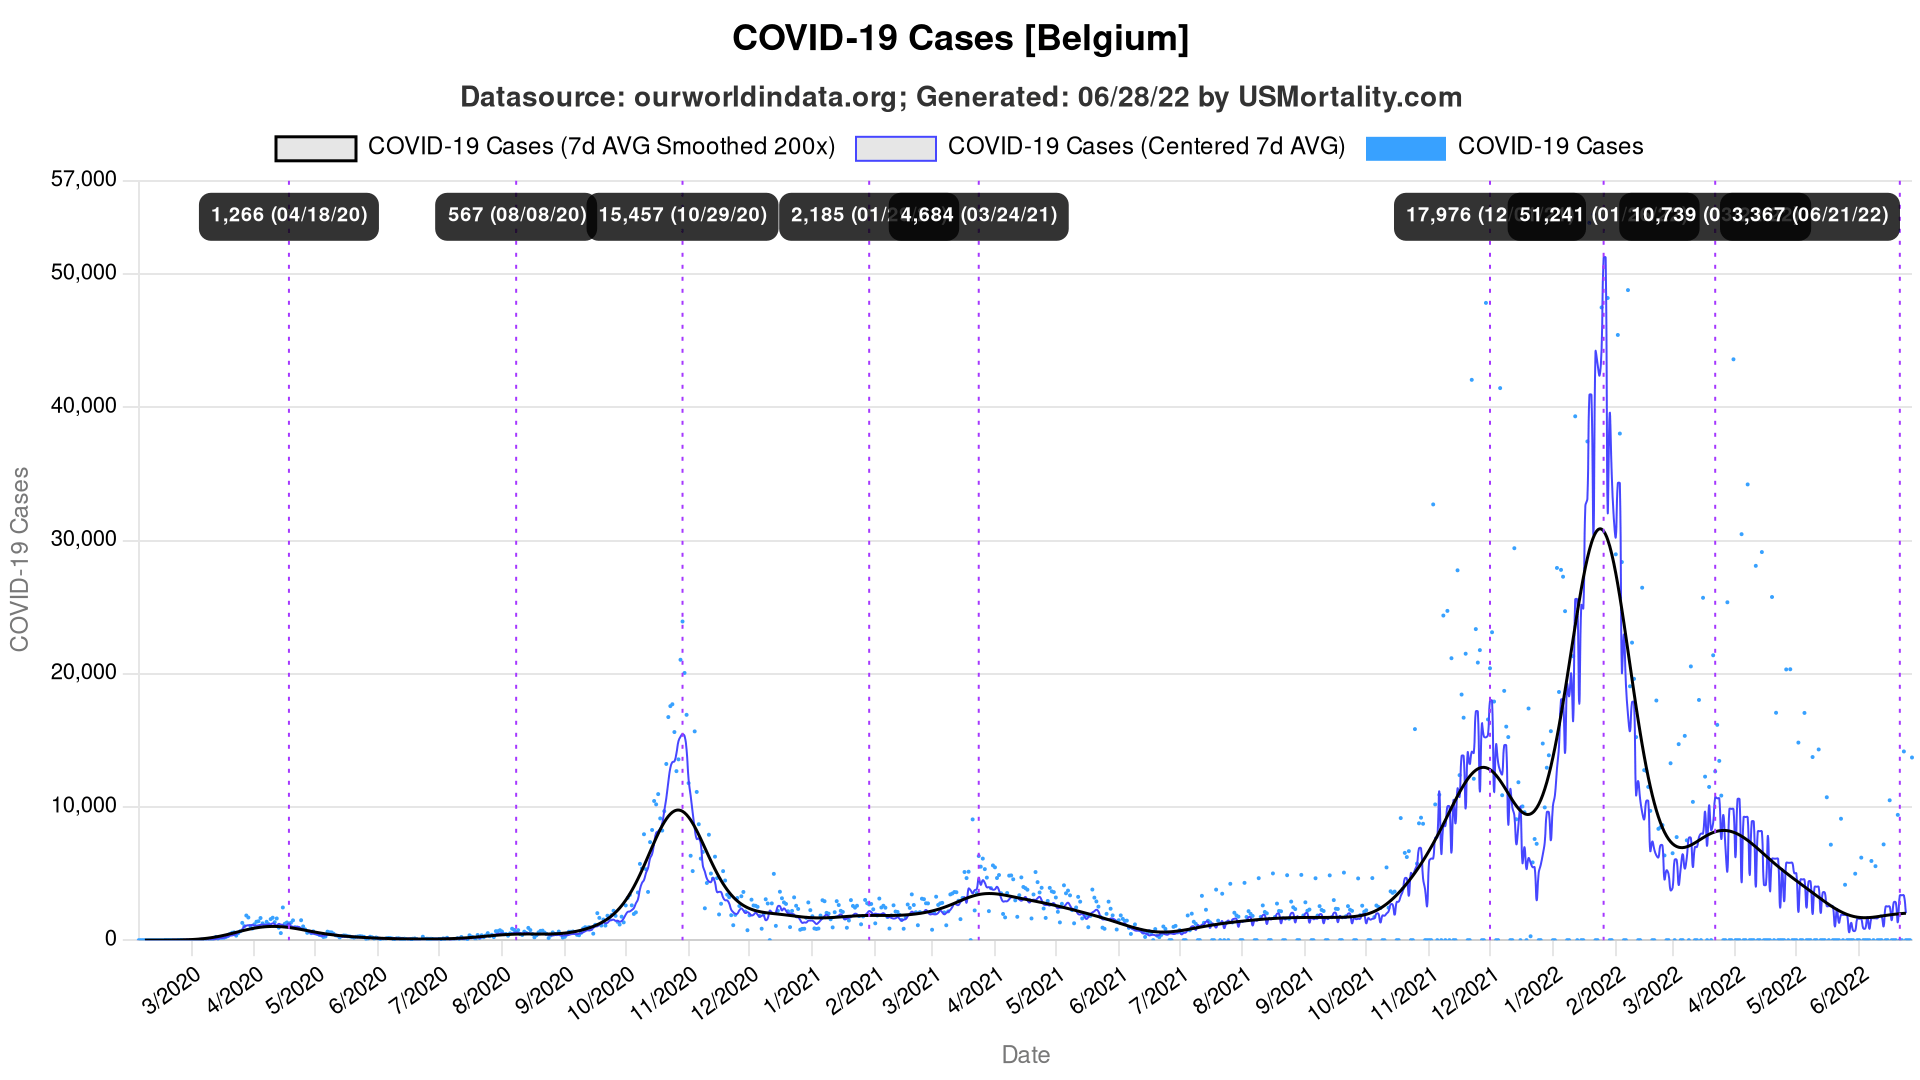 COVID-19 Cases [Belgium]
Datasource: ourworldindata.org; Generated: 06/28/22 by USMortality.com
COVID-19 Cases (7d AVG Smoothed 200x) COVID-19 Cases (Centered 7d AVG) COVID-19 Cases
57,000
1,266 (04/18/20) 567 (08/08/20) 15,457 (10/29/20) 2,185 (01/ 4,684 (03/24/21) 17,976 (12 51,241 (01 10,739 (03 3,367 (06/21/22)
50,000
40,000
30,000
20,000
10,000
0
COVID-19 Cases
3/2020 4/2020 5/2020 6/2020 7/2020 8/2020 9/2020 10/2020 11/2020 12/2020 1/2021 2/2021 3/2021 4/2021 5/2021 6/2021 7/2021 8/2021 9/2021 10/2021 11/2021 12/2021 1/2022 2/2022 3/2022 4/2022 5/2022 6/2022
Date